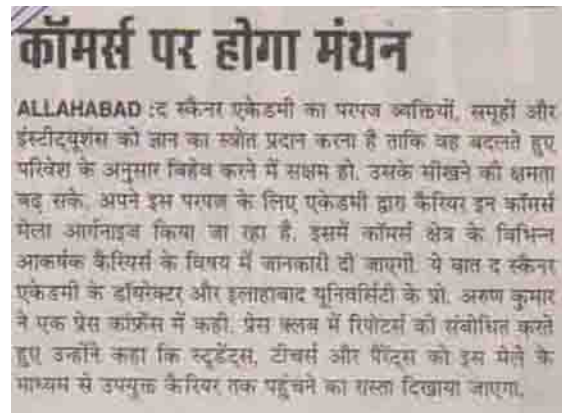 कॉमर्स पर होगा मंथन
ALLAHABAD :द स्कैनर एकेडमी का परपज व्यक्तियों, समूहों और
इंस्टीट्यूशंस को ज्ञान का स्त्रोत प्रदान करना है ताकि वह बदलते हुए
परिवेश के अनुसार बिहेव करने में सक्षम हो. उसके सीखने की क्षमता
बढ़ सके. अपने इस परपज के लिए एकेडमी द्वारा कैरियर इन कॉमर्स
मेला आर्गनाइज किया जा रहा है. इसमें कॉमर्स क्षेत्र के विभिन्न
आकर्षक कैरियर्स के विषय में जानकारी दी जाएगी. ये बात द स्कैनर
एकेडमी के डॉयरेक्टर और इलाहाबाद यूनिवर्सिटी के प्रो. अरुण कुमार
ने एक प्रेस कांफ्रेंस में कही. प्रेस क्लब में रिपोटर्स को संबोधित करते
हुए उन्होंने कहा कि स्टूडेंट्स, टीचर्स और पैरेंट्स को इस मेले के
माध्यम से उपयुक्त कैरियर तक पहुंचने का रास्ता दिखाया जाएगा.